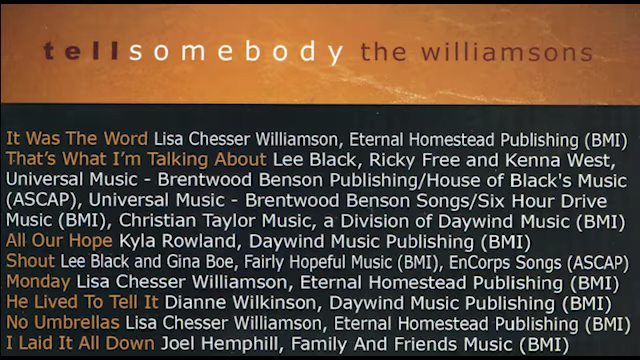 tellsomebody the williamsons
It Was The Word Lisa Chesser Williamson, Eternal Homestead Publishing (BMI)
That's What I'm Talking About Lee Black, Ricky Free and Kenna West,
Universal Music - Brentwood Benson Publishing/House of Black's Music
(ASCAP), Universal Music - Brentwood Benson Songs/Six Hour Drive
Music (BMI), Christian Taylor Music, a Division of Daywind Music (BMI)
All Our Hope Kyla Rowland, Daywind Music Publishing (BMI)
Shout Lee Black and Gina Boe, Fairly Hopeful Music (BMI), EnCorps Songs (ASCAP)
Monday Lisa Chesser Williamson, Eternal Homestead Publishing (BMI)
He Lived To Tell It Dianne Wilkinson, Daywind Music Publishing (BMI)
No Umbrellas Lisa Chesser Williamson, Eternal Homestead Publishing (BMI)
I Laid It All Down Joel Hemphill, Family And Friends Music (BMI)